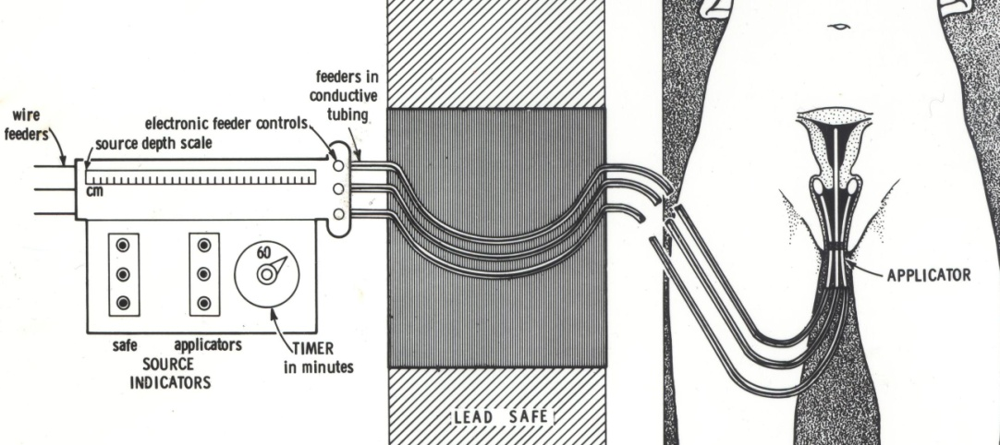 wire
feeders
source depth scale
electronic feeder controls
feeders in
conductive
tubing
cm
60
safe
applicators
SOURCE
INDICATORS
TIMER
in minutes
LEAD SAFE
APPLICATOR